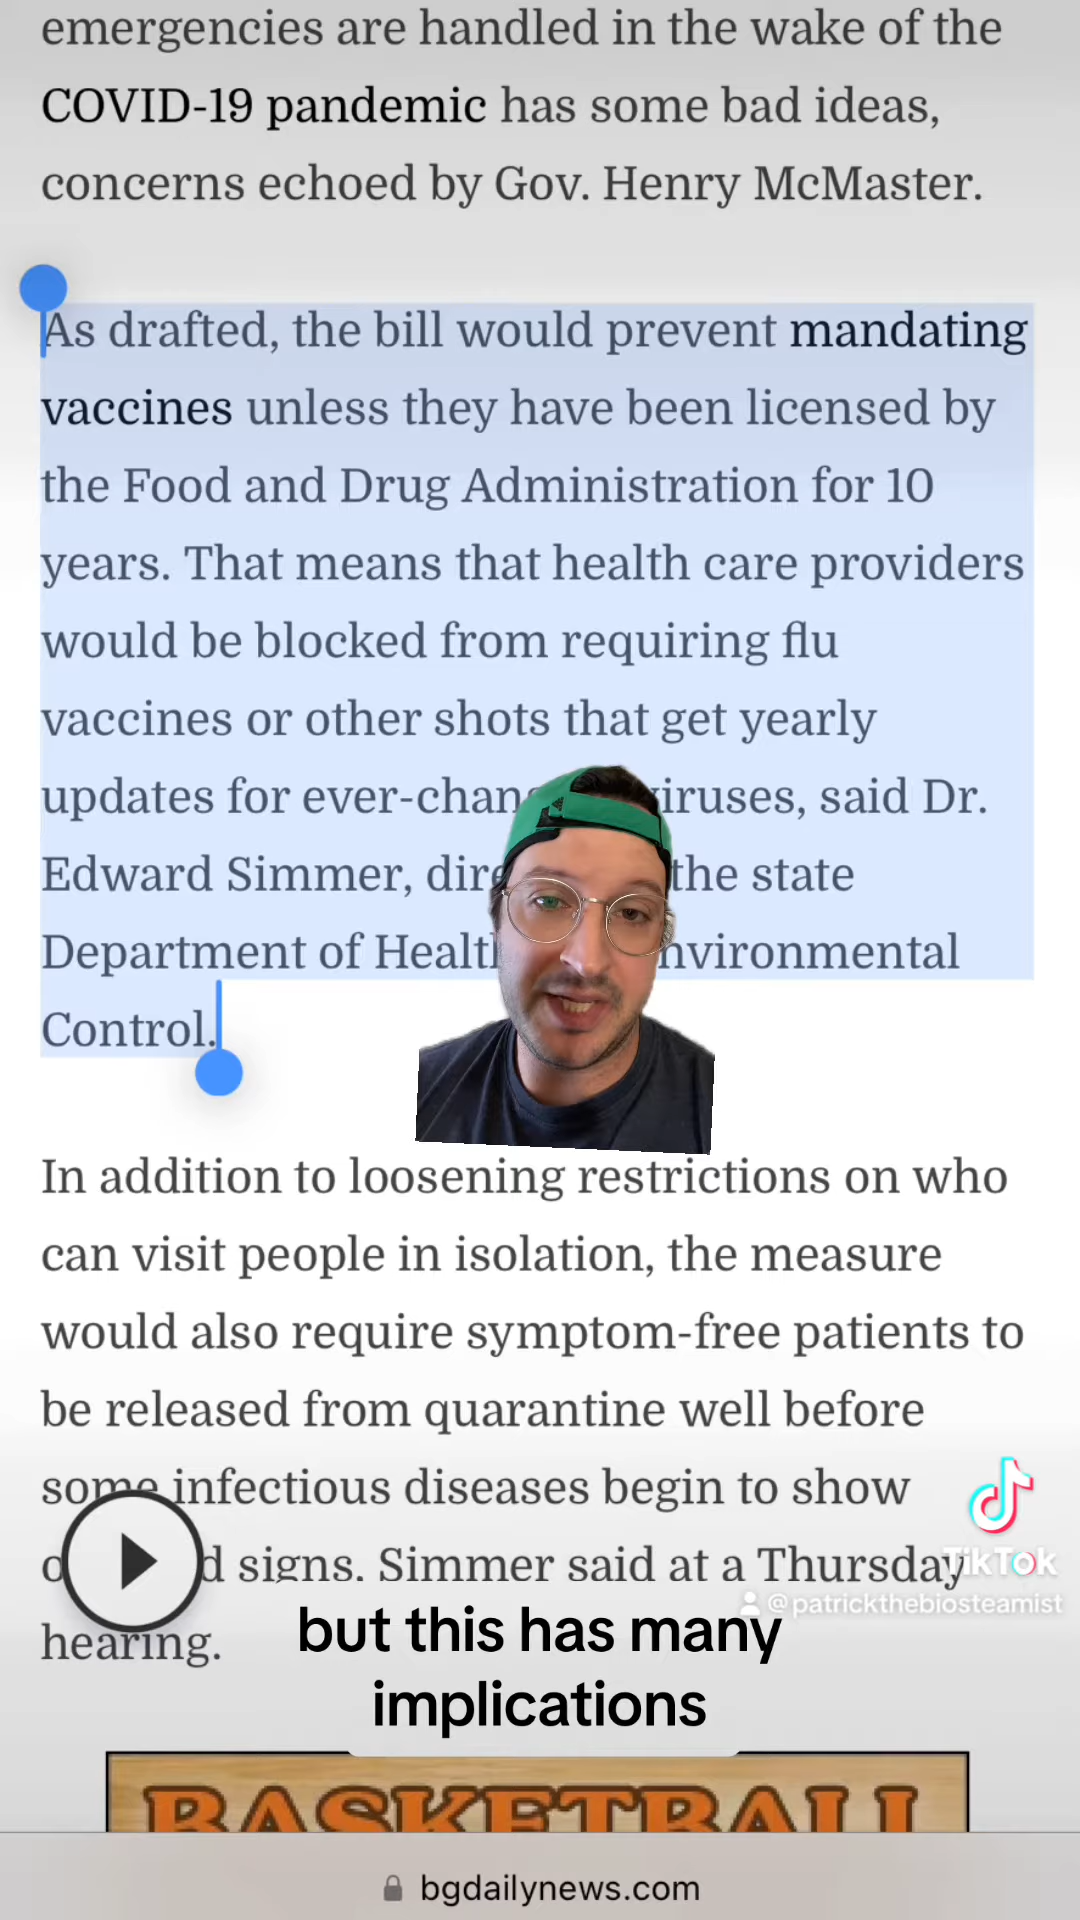 emergencies are handled in the wake of the
COVID-19 pandemic has some bad ideas,
concerns echoed by Gov. Henry McMaster.
As drafted, the bill would prevent mandating
vaccines unless they have been licensed by
the Food and Drug Administration for 10
years. That means that health care providers
would be blocked from requiring flu
vaccines or other shots that get yearly
updates for ever-chan iruses, said Dr.
Edward Simmer, dire the state
Department of Healt nvironmental
Control.
In addition to loosening restrictions on who
can visit people in isolation, the measure
would also require symptom-free patients to
be released from quarantine well before
some infectious diseases begin to show
o d signs. Simmer said at a Thursday
hearing.
TikTok
@patrickthebiosteamist
but this has many
implications
BASKETBALL
bgdailynews.com